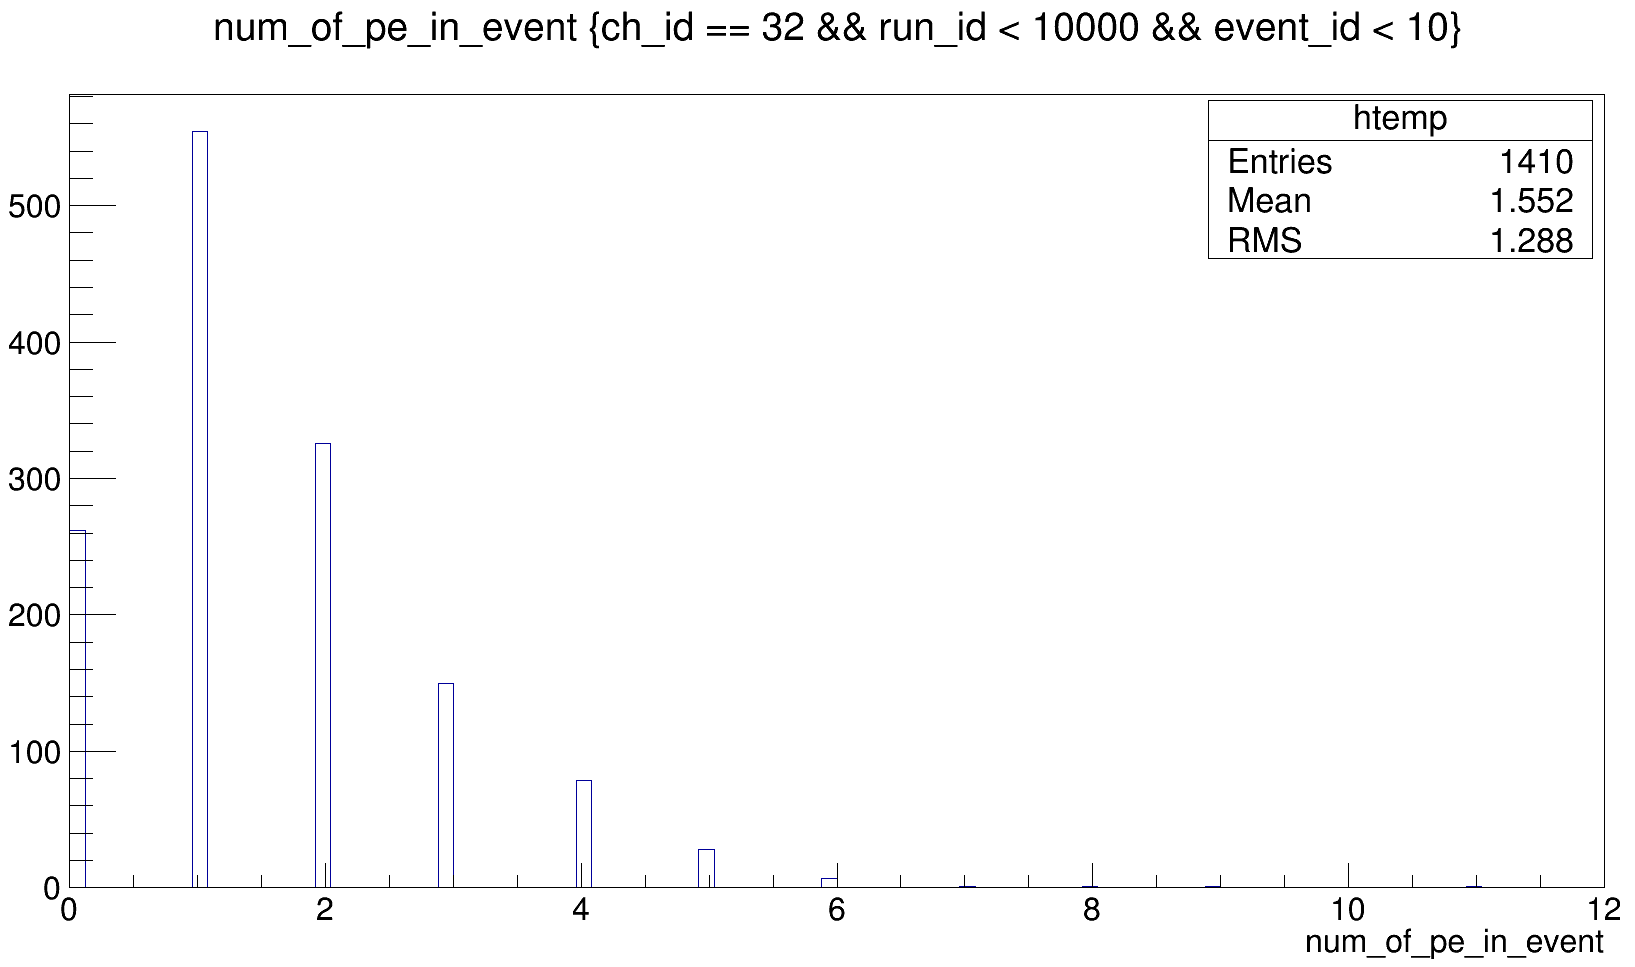 num_of_pe_in_event {ch_id == 32 && run_id < 10000 && event_id < 10}
htemp
Entries 1410
Mean 1.552
RMS 1.288
500
400
300
200
100
0
0 2 4 6 8 10 12
num_of_pe_in_event